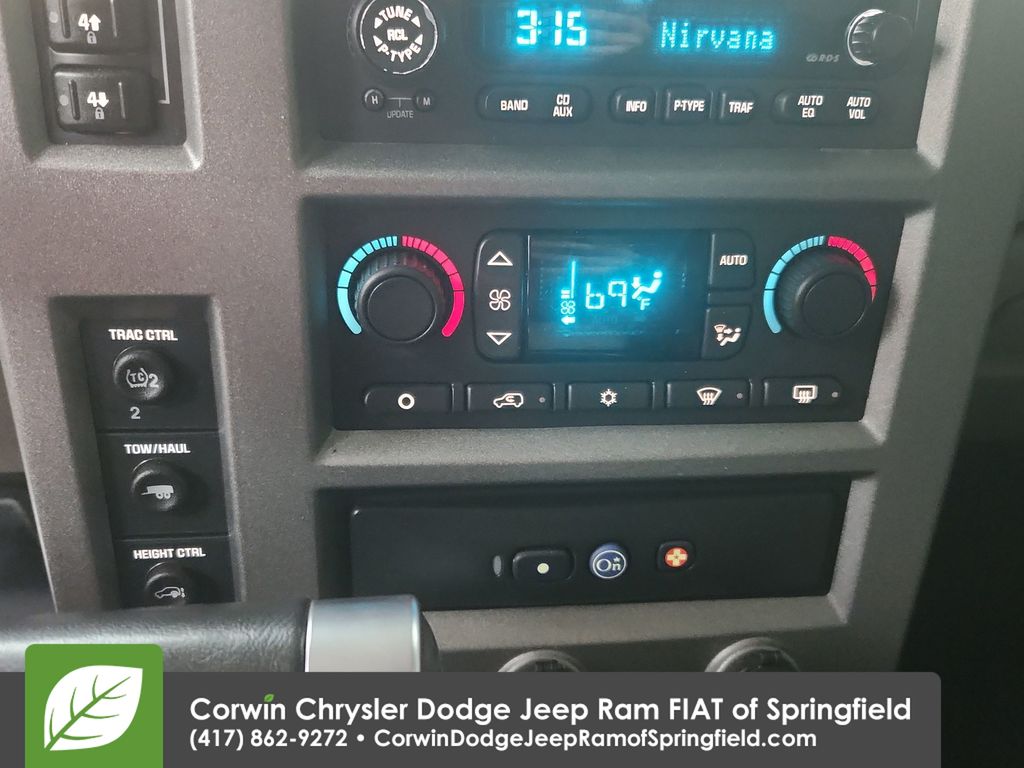 4
TUNE
RCL
P-TYPE
3:15
Nirvana
RDS
4
H
M
UPDATE
BAND
CD
AUX
INFO
P-TYPE
TRAF
AUTO
EQ
AUTO
VOL
AUTO
69
°F
TRAC CTRL
TC 2
2
TOW/HAUL
HEIGHT CTRL
On
Corwin Chrysler Dodge Jeep Ram FIAT of Springfield
(417) 862-9272 • CorwinDodgeJeepRamofSpringfield.com